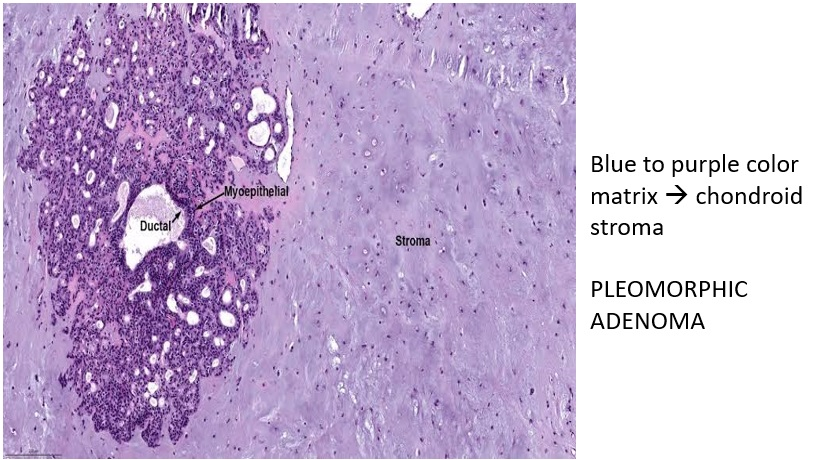 Myoepithelial
Ductal
Stroma
Blue to purple color
matrix → chondroid
stroma
PLEOMORPHIC
ADENOMA